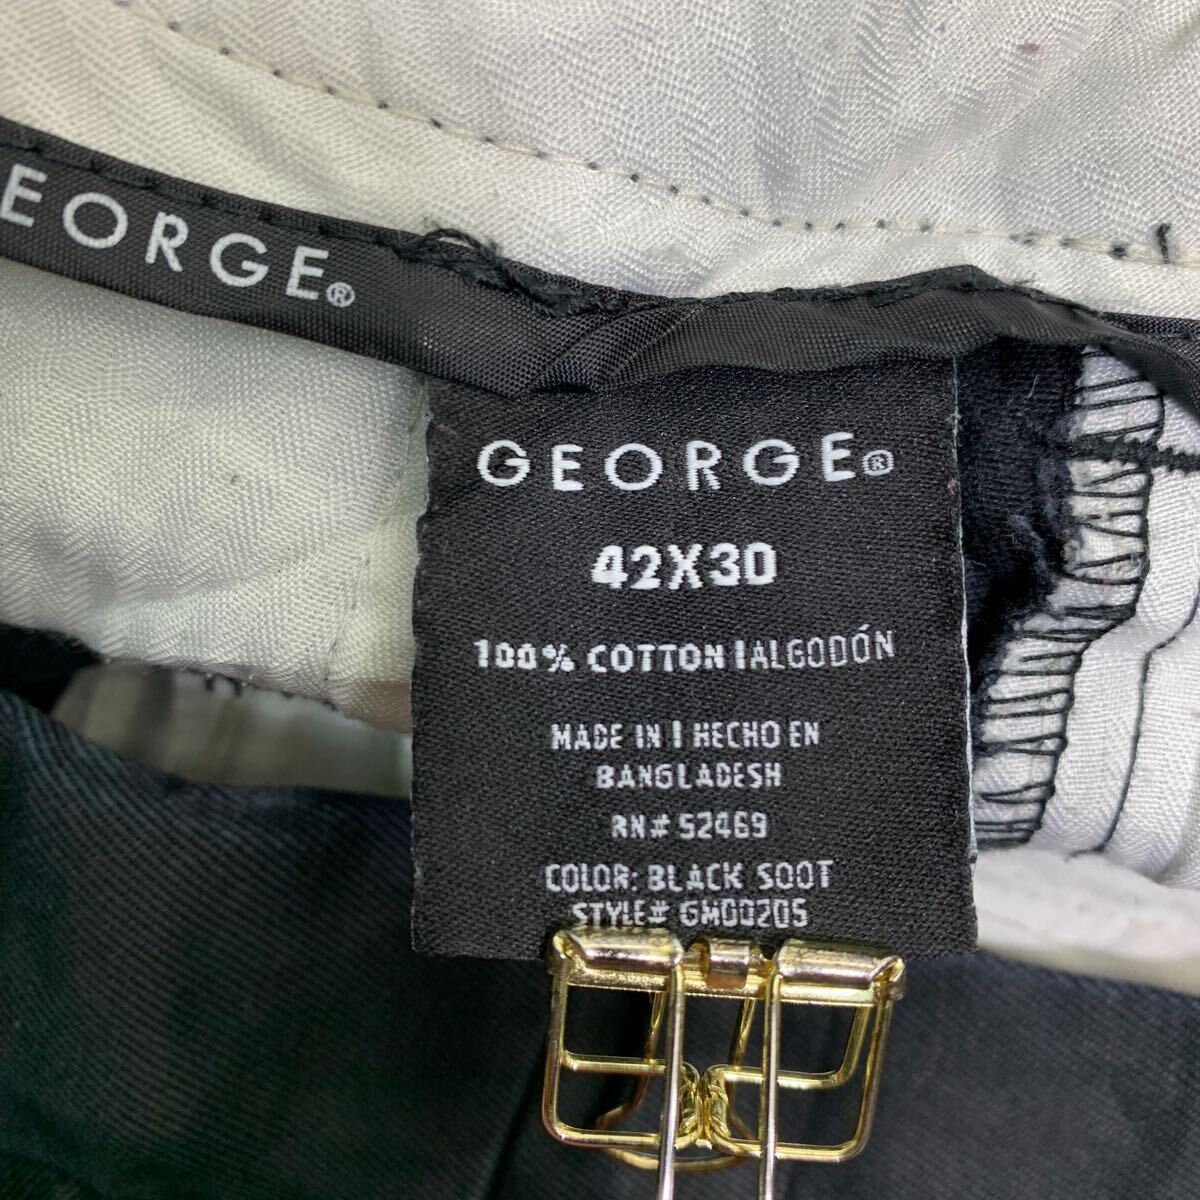 EORGE®
GEORGE®
42X30
100% COTTON | ALGODÓN
MADE IN | HECHO EN
BANGLADESH
RN# 52469
COLOR: BLACK SOOT
STYLE# GM00205